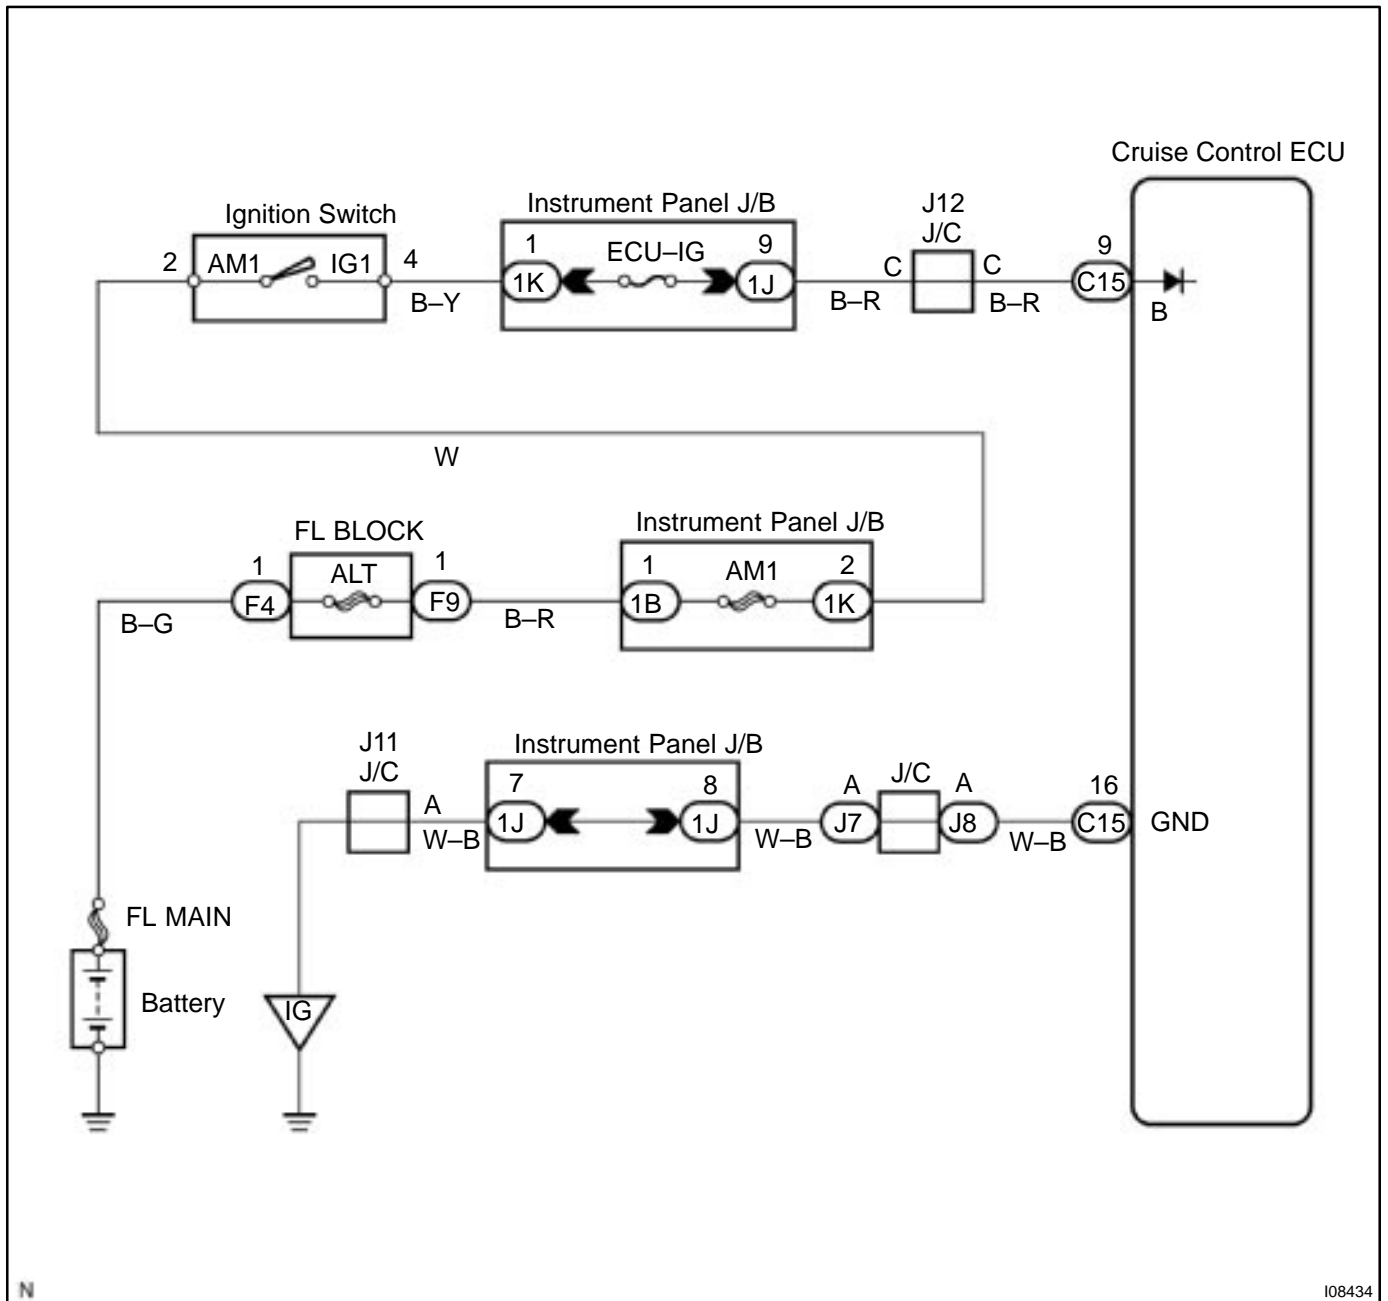 Cruise Control ECU
Ignition Switch
Instrument Panel J/B
J12
J/C
2
AM1
IG1
4
B–Y
1
1K
ECU–IG
9
1J
B–R
C
C
B–R
9
C15
B
W
FL BLOCK
Instrument Panel J/B
1
F4
ALT
1
F9
B–G
B–R
1
1B
AM1
2
1K
J11
J/C
Instrument Panel J/B
A
W–B
7
1J
8
1J
W–B
A
J7
J/C
A
J8
W–B
16
C15
GND
FL MAIN
Battery
IG
N
I08434